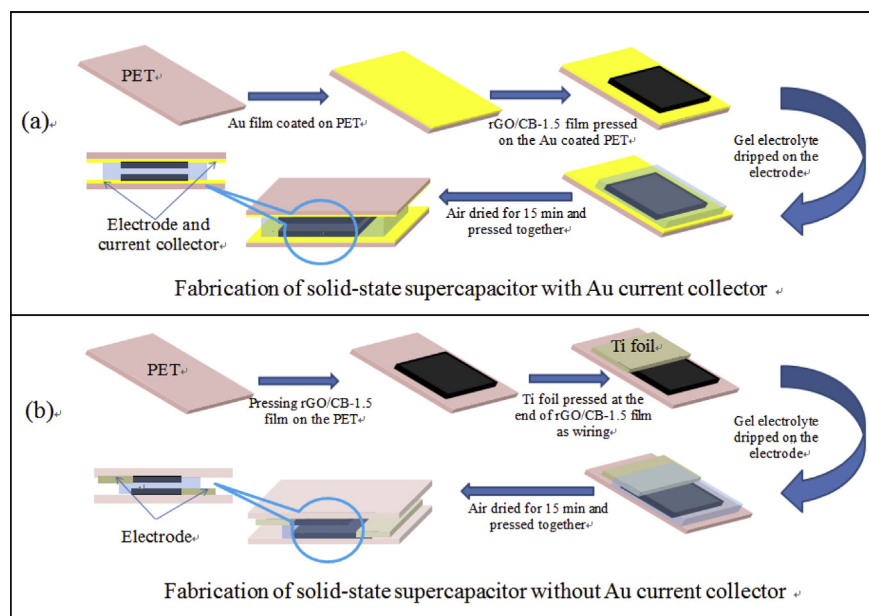 (a)
PET
Au film coated on PET
rGO/CB-1.5 film pressed
on the Au coated PET
Gel electrolyte
dripped on the
electrode
Air dried for 15 min and
pressed together
Electrode and
current collector
Fabrication of solid-state supercapacitor with Au current collector
(b)
PET
Pressing rGO/CB-1.5
film on the PET
Ti foil
Ti foil pressed at the
end of rGO/CB-1.5 film
as wiring
Gel electrolyte
dripped on the
electrode
Air dried for 15 min and
pressed together
Electrode
Fabrication of solid-state supercapacitor without Au current collector